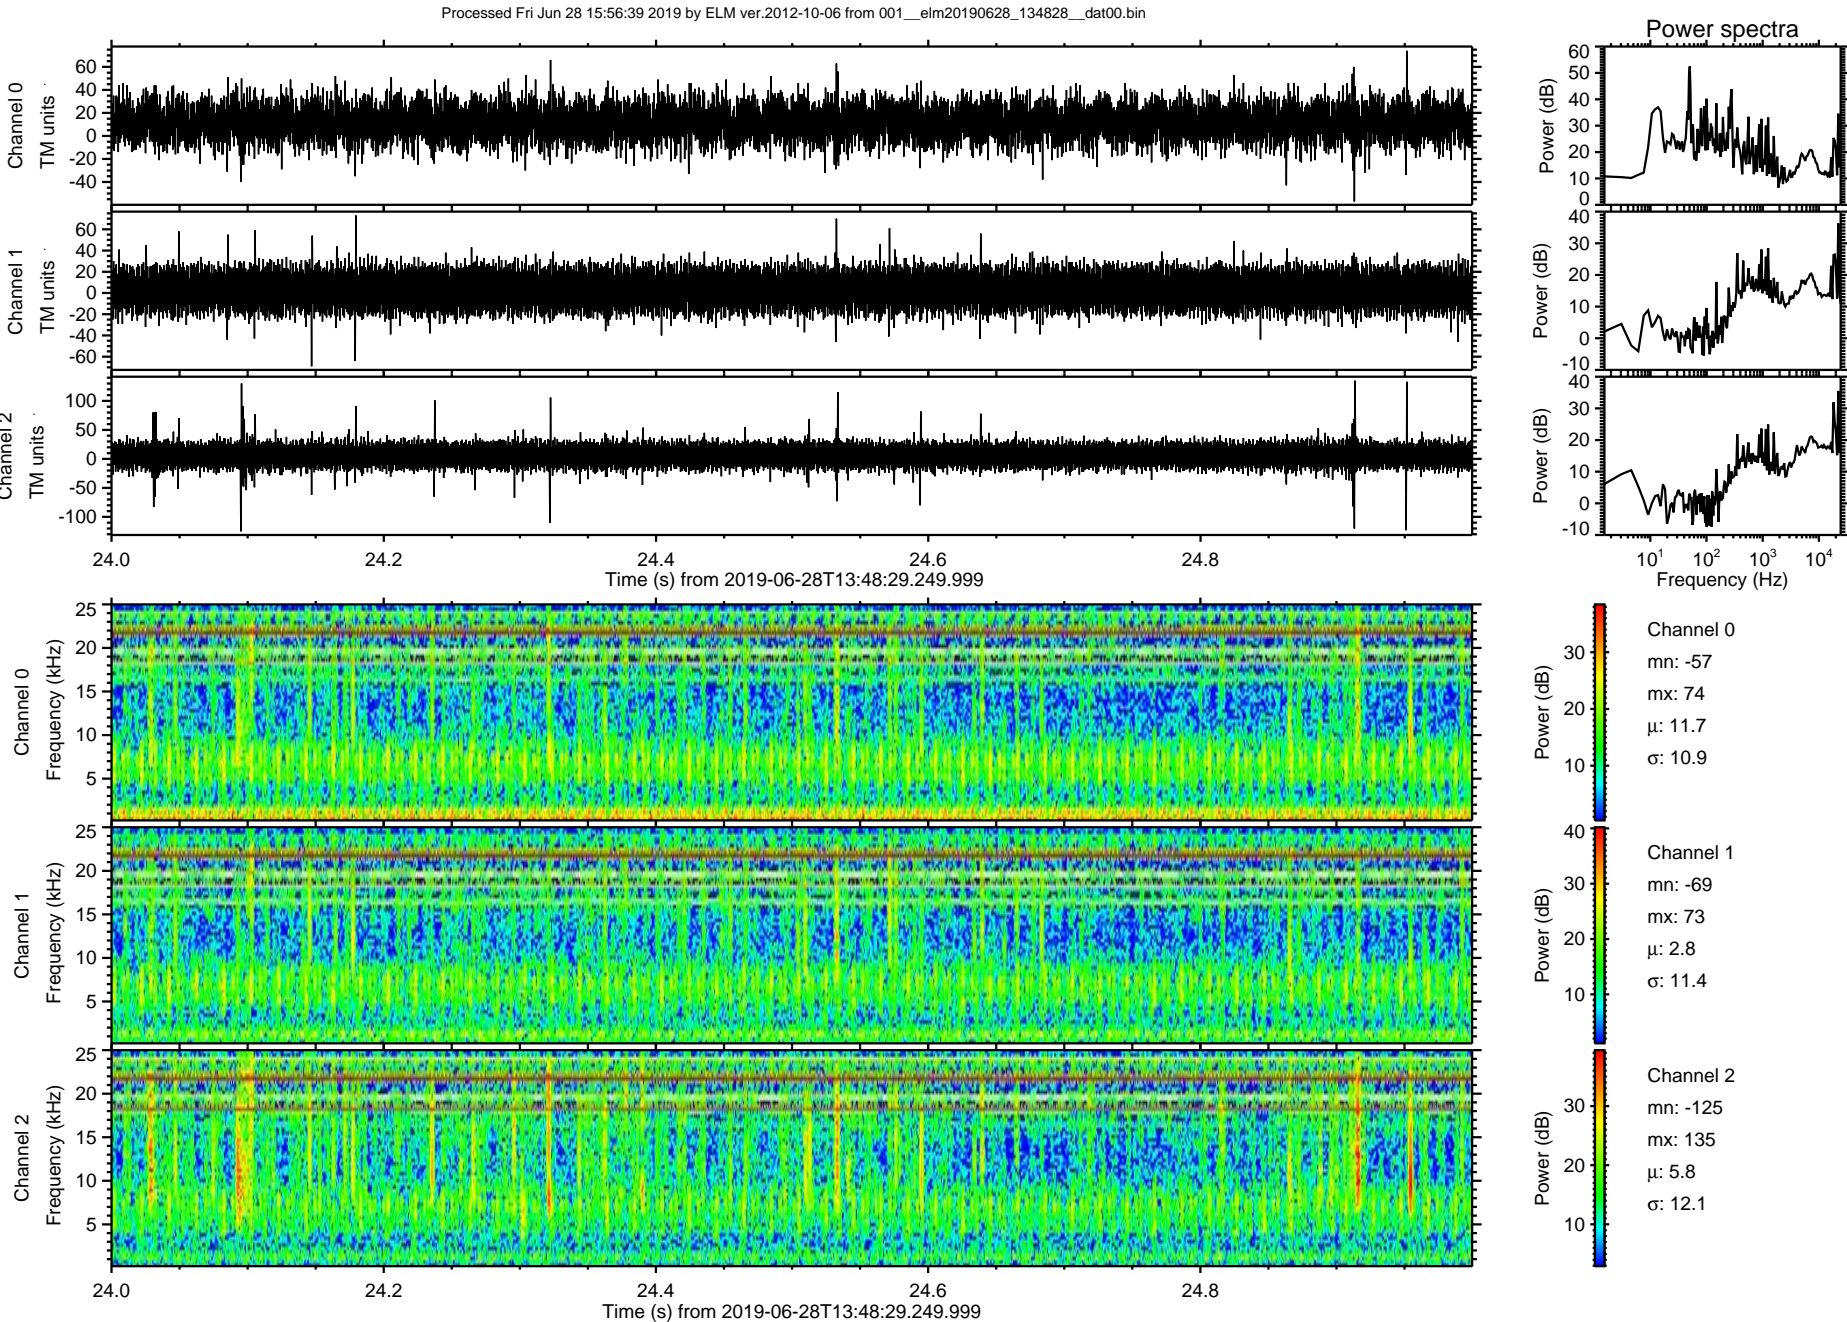 Processed Fri Jun 28 15:56:39 2019 by ELM ver.2012-10-06 from 001__elm20190628_134828__dat00.bin
Power spectra
Channel 0
TM units
60
40
20
0
-20
-40
Power (dB)
60
50
40
30
20
10
0
Channel 1
TM units
60
40
20
0
-20
-40
-60
Power (dB)
40
30
20
10
0
-10
Channel 2
TM units
100
50
0
-50
-100
Power (dB)
40
30
20
10
0
-10
24.0 24.2 24.4 24.6 24.8
Time (s) from 2019-06-28T13:48:29.249.999
10^1 10^2 10^3 10^4
Frequency (Hz)
Channel 0
Frequency (kHz)
25
20
15
10
5
Power (dB)
30
20
10
Channel 0
mn: -57
mx: 74
μ: 11.7
σ: 10.9
Channel 1
Frequency (kHz)
25
20
15
10
5
Power (dB)
40
30
20
10
Channel 1
mn: -69
mx: 73
μ: 2.8
σ: 11.4
Channel 2
Frequency (kHz)
25
20
15
10
5
Power (dB)
30
20
10
Channel 2
mn: -125
mx: 135
μ: 5.8
σ: 12.1
24.0 24.2 24.4 24.6 24.8
Time (s) from 2019-06-28T13:48:29.249.999